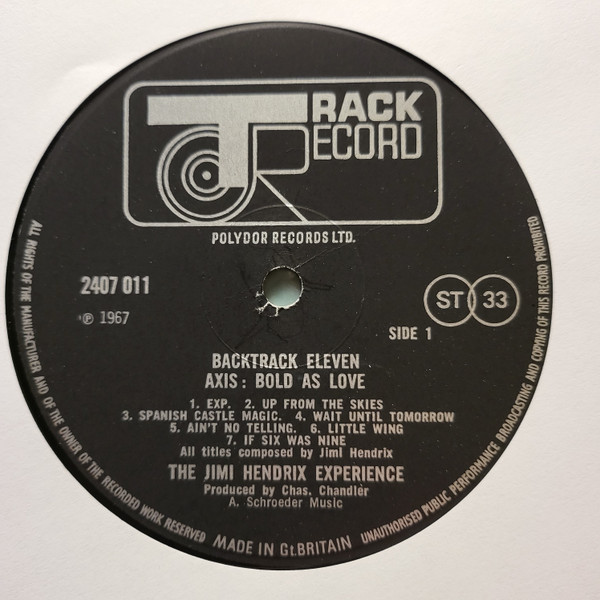 TRACK
RECORD
POLYDOR RECORDS LTD.
2407 011
℗ 1967
ST 33
SIDE 1
BACKTRACK ELEVEN
AXIS : BOLD AS LOVE
1. EXP. 2. UP FROM THE SKIES
3. SPANISH CASTLE MAGIC. 4. WAIT UNTIL TOMORROW
5. AIN'T NO TELLING. 6. LITTLE WING
7. IF SIX WAS NINE
All titles composed by Jimi Hendrix
THE JIMI HENDRIX EXPERIENCE
Produced by Chas. Chandler
A. Schroeder Music
ALL RIGHTS OF THE MANUFACTURER AND OF THE OWNER OF THE RECORDED WORK RESERVED
MADE IN Gt.BRITAIN
UNAUTHORISED PUBLIC PERFORMANCE BROADCASTING AND COPYING OF THIS RECORD PROHIBITED